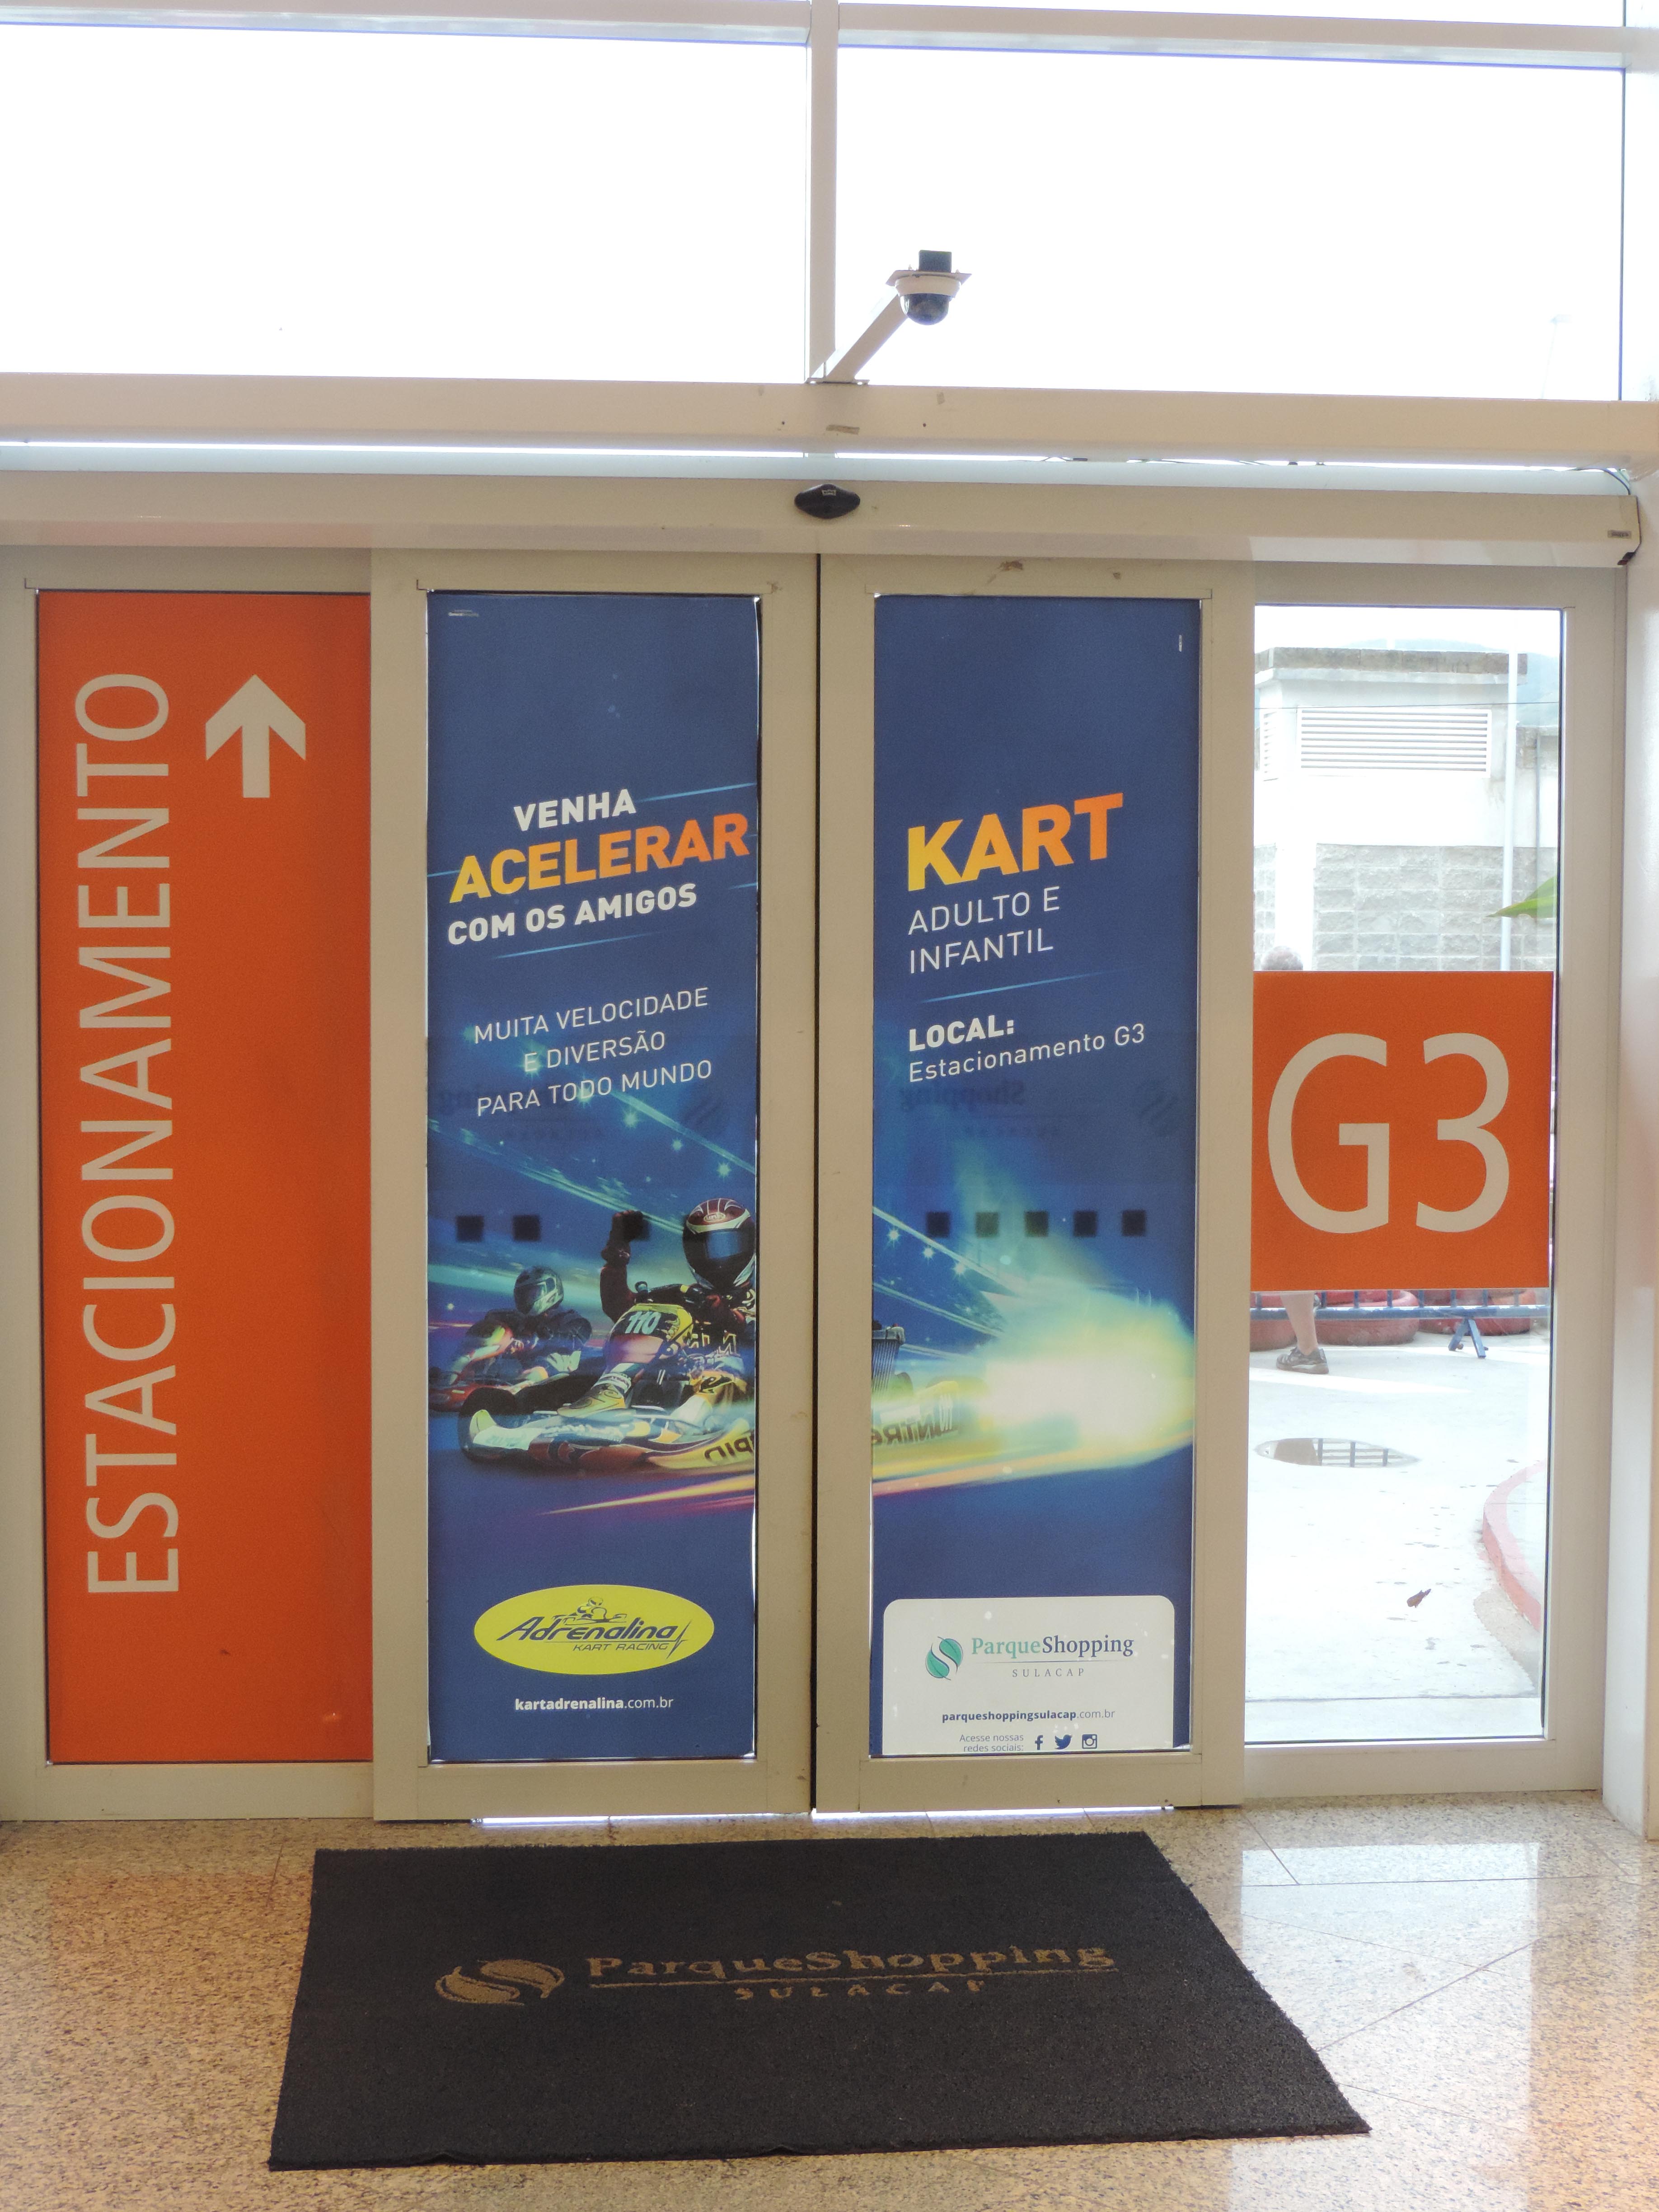 ESTACIONAMENTO
VENHA
ACELERAR
COM OS AMIGOS
MUITA VELOCIDADE
E DIVERSÃO
PARA TODO MUNDO
110
Adrenalina
KART RACING
kartadrenalina.com.br
KART
ADULTO E
INFANTIL
LOCAL:
Estacionamento G3
ParqueShopping
SULACAP
parqueshoppingsulacap.com.br
Acesse nossas
redes sociais:
G3
ParqueShopping
SULACAP